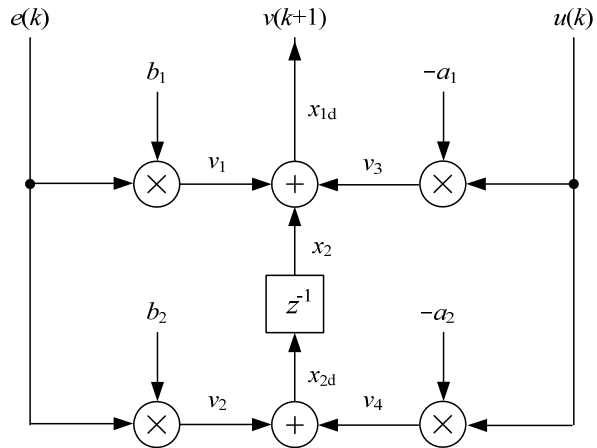 e(k) v(k+1) u(k)
b₁ −a₁
x₁d
v₁ v₃
× + ×
x₂
z⁻¹
b₂ −a₂
x₂d
v₂ v₄
× + ×